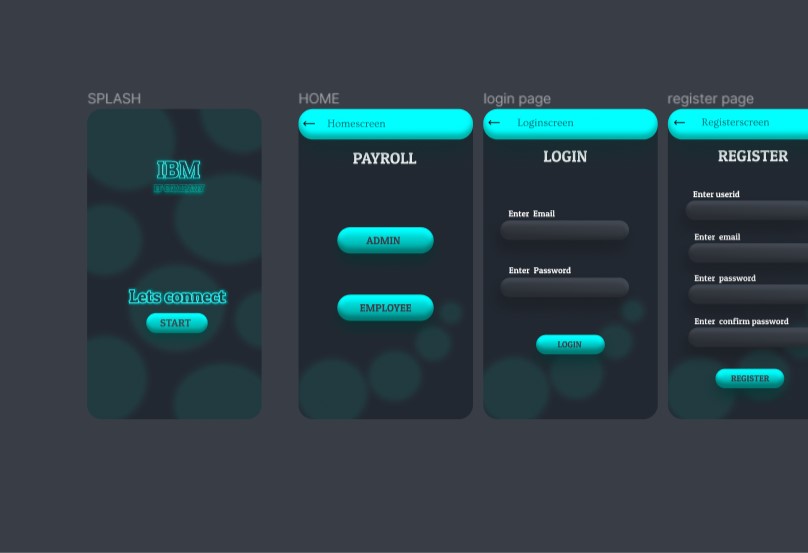 SPLASH
IBM
Lets connect
START
HOME
← Homescreen
PAYROLL
ADMIN
EMPLOYEE
login page
← Loginscreen
LOGIN
Enter Email
Enter Password
LOGIN
register page
← Registerscreen
REGISTER
Enter userid
Enter email
Enter password
Enter confirm password
REGISTER